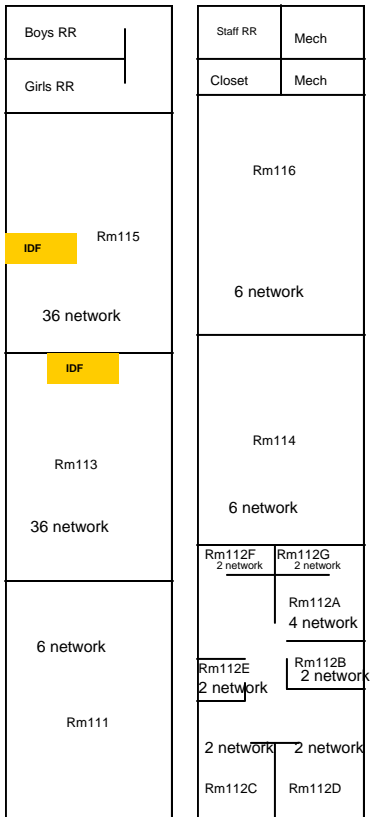 Boys RR
Girls RR
IDF
Rm115
36 network
IDF
Rm113
36 network
6 network
Rm111
Staff RR
Mech
Closet
Mech
Rm116
6 network
Rm114
6 network
Rm112F
2 network
Rm112G
2 network
Rm112A
4 network
Rm112E
2 network
Rm112B
2 network
2 network
Rm112C
2 network
Rm112D